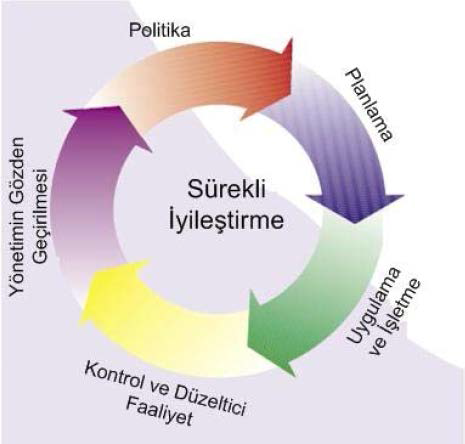 Politika
Planlama
Uygulama
ve İşletme
Kontrol ve Düzeltici
Faaliyet
Yönetimin Gözden
Geçirilmesi
Sürekli
İyileştirme